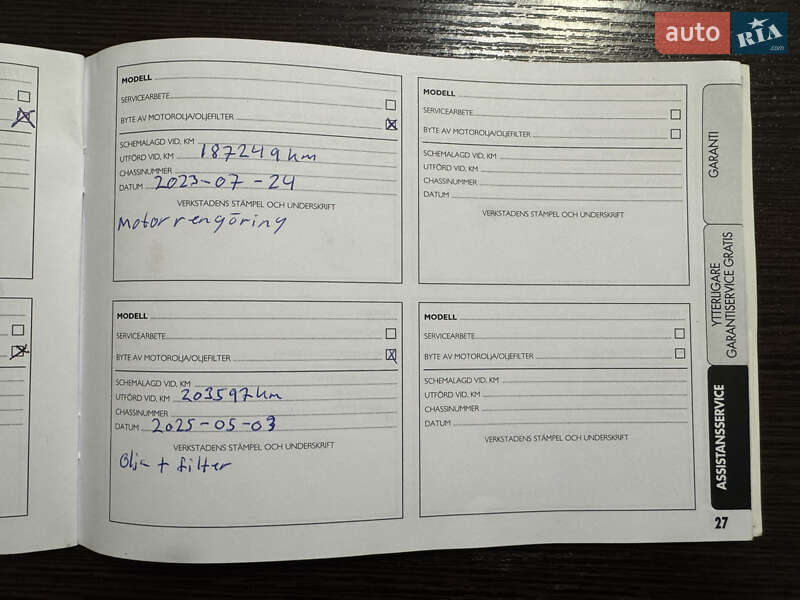 auto RIA .com
MODELL
SERVICEARBETE
BYTE AV MOTOROLJA/OLJEFILTER
SCHEMALAGD VID, KM
UTFÖRD VID, KM 187249 km
CHASSINUMMER
DATUM 2023-07-24
VERKSTADENS STÄMPEL OCH UNDERSKRIFT
Motorrengöring
MODELL
SERVICEARBETE
BYTE AV MOTOROLJA/OLJEFILTER
SCHEMALAGD VID, KM
UTFÖRD VID, KM
CHASSINUMMER
DATUM
VERKSTADENS STÄMPEL OCH UNDERSKRIFT
MODELL
SERVICEARBETE
BYTE AV MOTOROLJA/OLJEFILTER
SCHEMALAGD VID, KM
UTFÖRD VID, KM 203597 km
CHASSINUMMER
DATUM 2025-05-03
VERKSTADENS STÄMPEL OCH UNDERSKRIFT
Olja + filter
MODELL
SERVICEARBETE
BYTE AV MOTOROLJA/OLJEFILTER
SCHEMALAGD VID, KM
UTFÖRD VID, KM
CHASSINUMMER
DATUM
VERKSTADENS STÄMPEL OCH UNDERSKRIFT
GARANTI
YTTERLIGARE
GARANTISERVICE GRATIS
ASSISTANSSERVICE
27